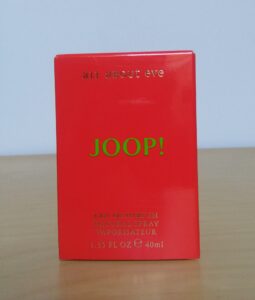 all about eve
JOOP!
EAU DE PARFUM
NATURAL SPRAY
VAPORISATEUR
1.35 FL OZ ℮ 40ml